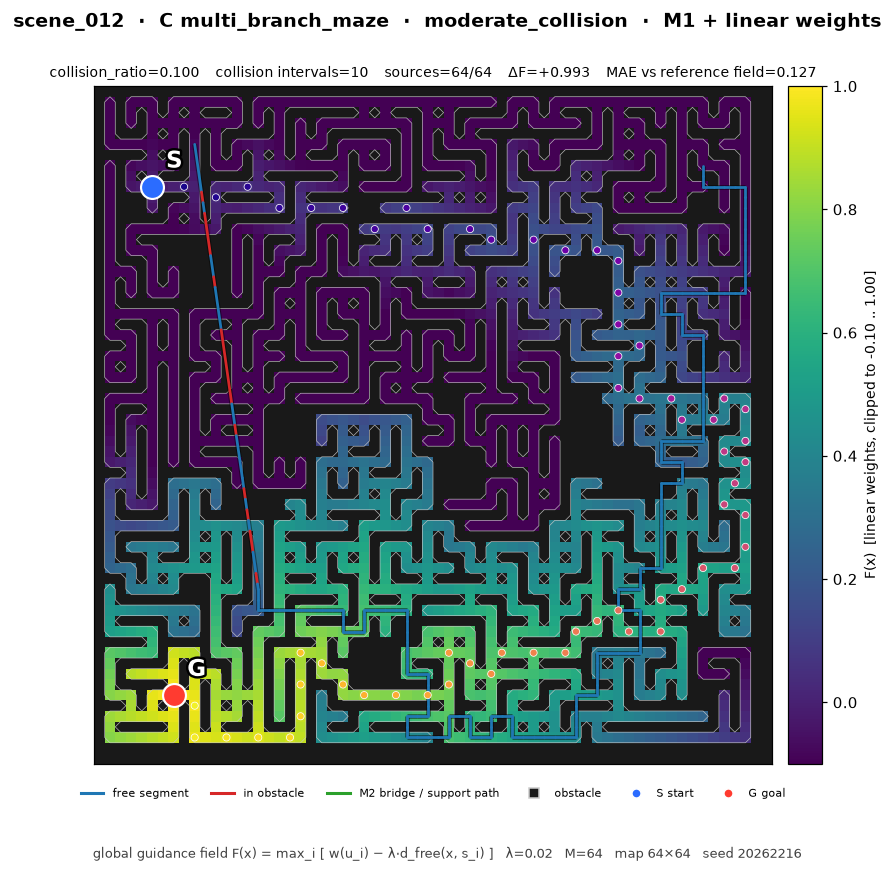 scene_012 · C multi_branch_maze · moderate_collision · M1 + linear weights
collision_ratio=0.100 collision intervals=10 sources=64/64 ΔF=+0.993 MAE vs reference field=0.127
S
G
1.0
0.8
0.6
0.4
0.2
0.0
F(x) [linear weights, clipped to -0.10 .. 1.00]
free segment
in obstacle
M2 bridge / support path
obstacle
S start
G goal
global guidance field F(x) = max_i [ w(u_i) − λ·d_free(x, s_i) ] λ=0.02 M=64 map 64×64 seed 20262216